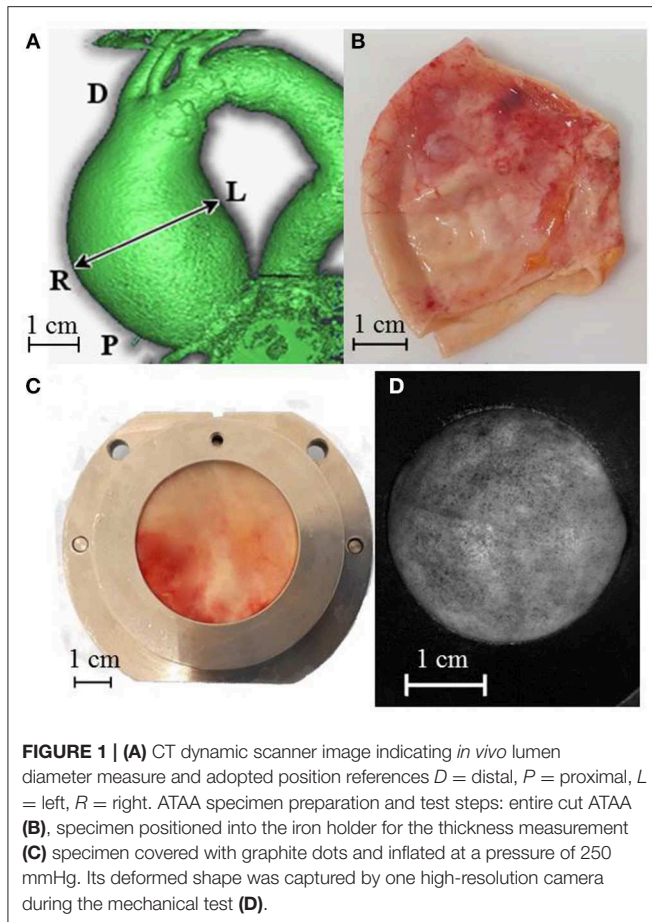 A
B
D
L
R
P
1 cm
1 cm
C
D
1 cm
1 cm
FIGURE 1 | (A) CT dynamic scanner image indicating in vivo lumen
diameter measure and adopted position references D = distal, P = proximal, L
= left, R = right. ATAA specimen preparation and test steps: entire cut ATAA
(B), specimen positioned into the iron holder for the thickness measurement
(C) specimen covered with graphite dots and inflated at a pressure of 250
mmHg. Its deformed shape was captured by one high-resolution camera
during the mechanical test (D).